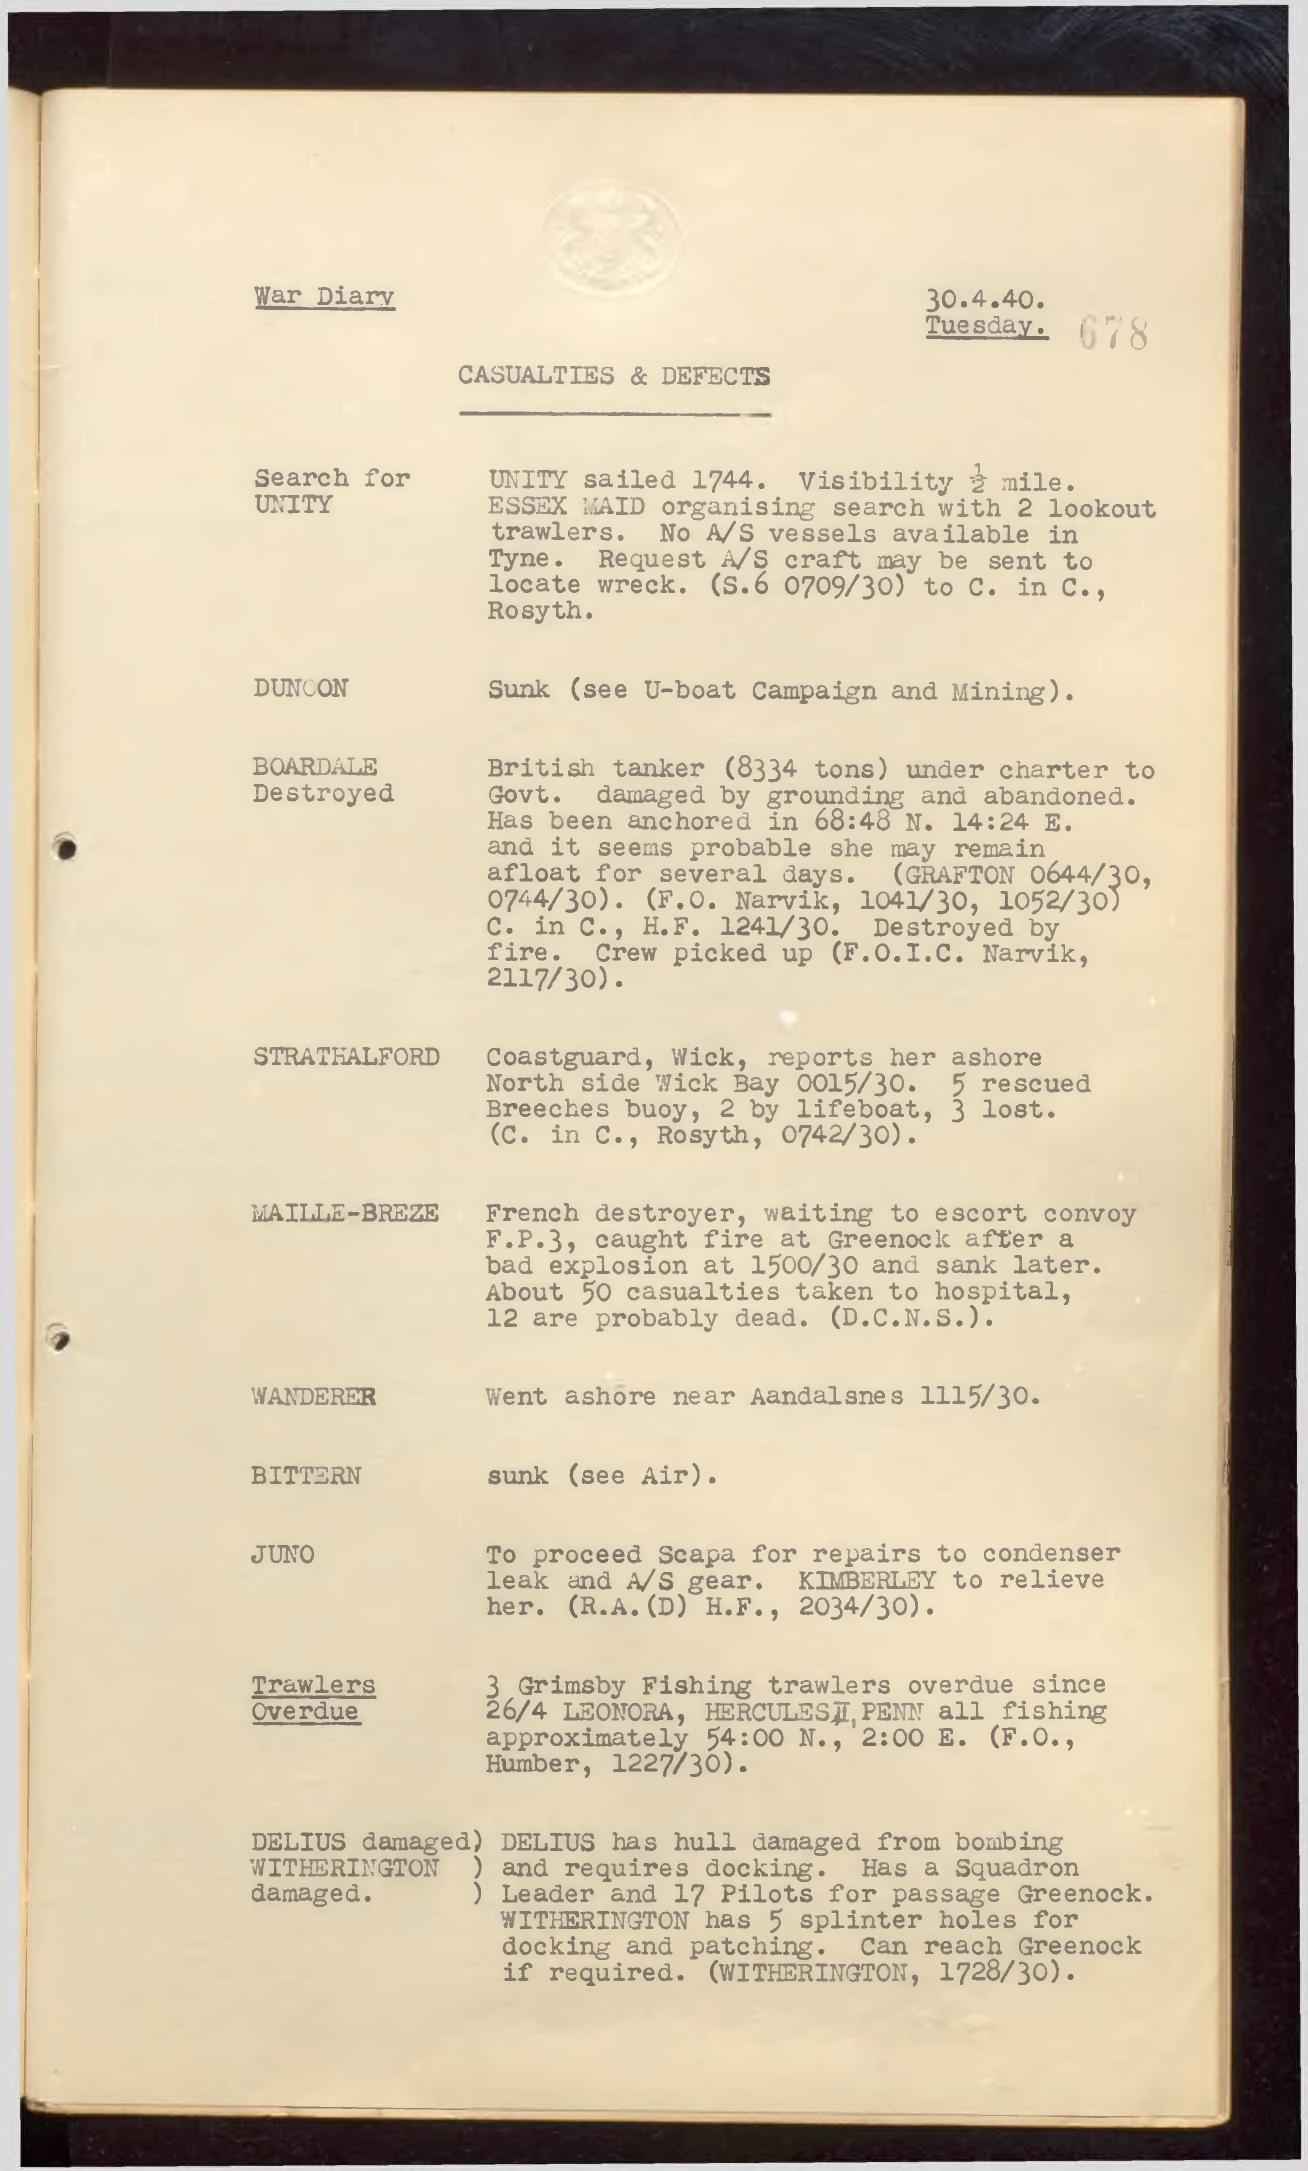 War Diary
30.4.40.
Tuesday. 678
CASUALTIES & DEFECTS
Search for UNITY sailed 1744. Visibility ½ mile.
UNITY ESSEX MAID organising search with 2 lookout
trawlers. No A/S vessels available in
Tyne. Request A/S craft may be sent to
locate wreck. (S.6 0709/30) to C. in C.,
Rosyth.
DUNOON Sunk (see U-boat Campaign and Mining).
BOARDALE British tanker (8334 tons) under charter to
Destroyed Govt. damaged by grounding and abandoned.
Has been anchored in 68:48 N. 14:24 E.
and it seems probable she may remain
afloat for several days. (GRAFTON 0644/30,
0744/30). (F.O. Narvik, 1041/30, 1052/30)
C. in C., H.F. 1241/30. Destroyed by
fire. Crew picked up (F.O.I.C. Narvik,
2117/30).
STRATHALFORD Coastguard, Wick, reports her ashore
North side Wick Bay 0015/30. 5 rescued
Breeches buoy, 2 by lifeboat, 3 lost.
(C. in C., Rosyth, 0742/30).
MAILLE-BREZE French destroyer, waiting to escort convoy
F.P.3, caught fire at Greenock after a
bad explosion at 1500/30 and sank later.
About 50 casualties taken to hospital,
12 are probably dead. (D.C.N.S.).
WANDERER Went ashore near Aandalsnes 1115/30.
BITTERN sunk (see Air).
JUNO To proceed Scapa for repairs to condenser
leak and A/S gear. KIMBERLEY to relieve
her. (R.A.(D) H.F., 2034/30).
Trawlers 3 Grimsby Fishing trawlers overdue since
Overdue 26/4 LEONORA, HERCULES II, PENN all fishing
approximately 54:00 N., 2:00 E. (F.O.,
Humber, 1227/30).
DELIUS damaged) DELIUS has hull damaged from bombing
WITHERINGTON ) and requires docking. Has a Squadron
damaged. ) Leader and 17 Pilots for passage Greenock.
WITHERINGTON has 5 splinter holes for
docking and patching. Can reach Greenock
if required. (WITHERINGTON, 1728/30).